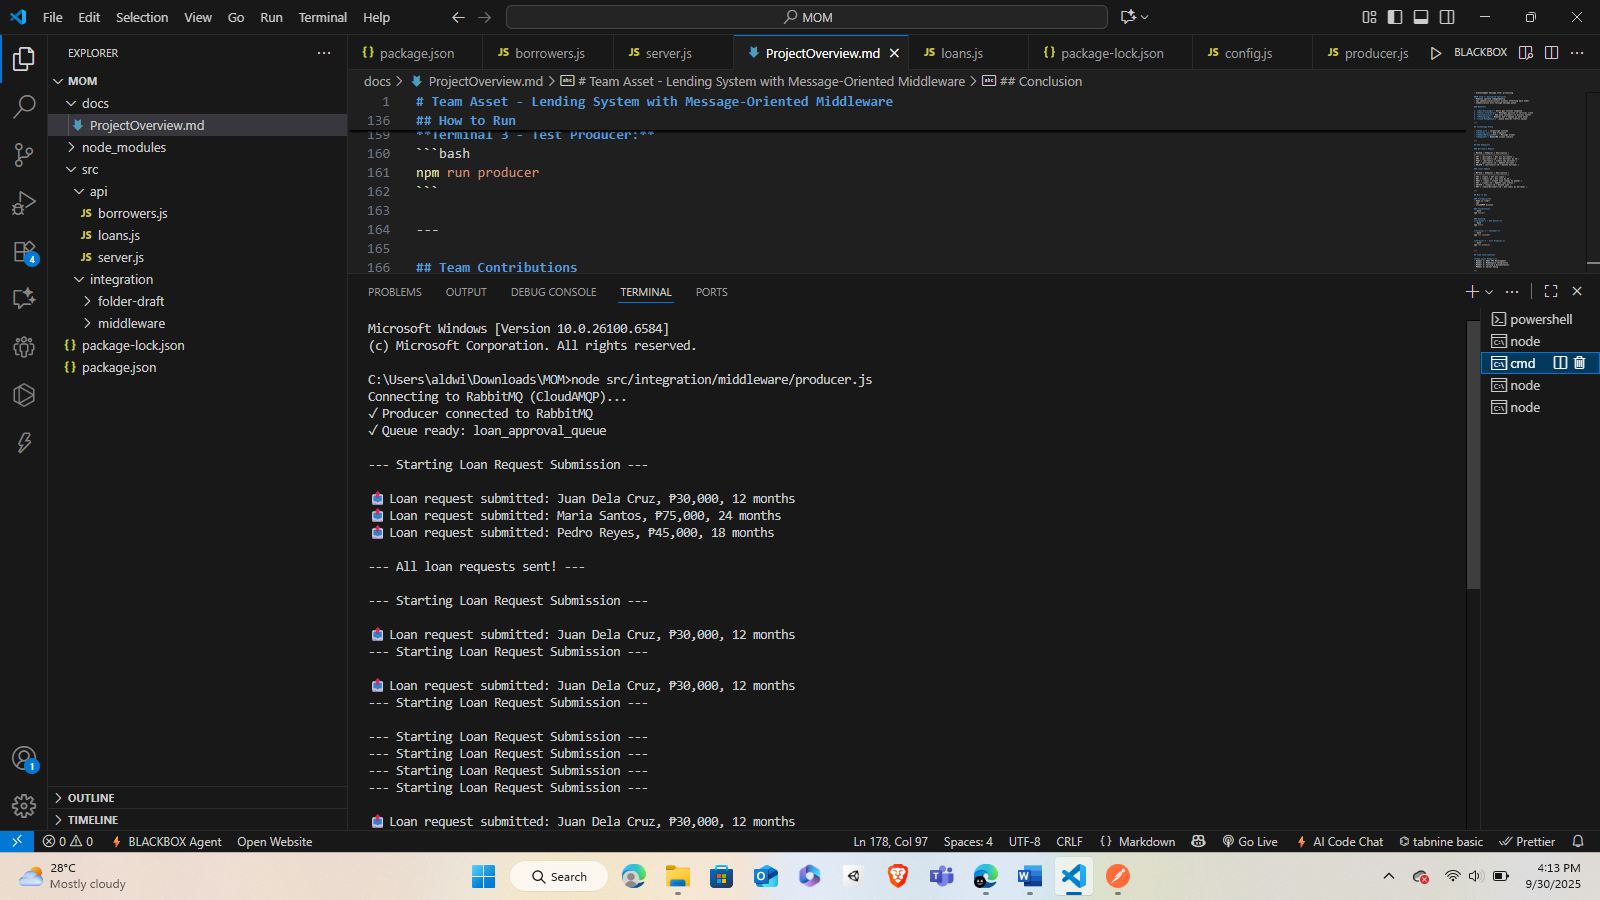 File Edit Selection View Go Run Terminal Help
MOM
EXPLORER
MOM
docs
ProjectOverview.md
node_modules
src
api
JS borrowers.js
JS loans.js
JS server.js
integration
folder-draft
middleware
{} package-lock.json
{} package.json
OUTLINE
TIMELINE
4
1
{} package.json
JS borrowers.js
JS server.js
ProjectOverview.md
JS loans.js
{} package-lock.json
JS config.js
JS producer.js
BLACKBOX
docs > ProjectOverview.md > # Team Asset - Lending System with Message-Oriented Middleware > ## Conclusion
1 # Team Asset - Lending System with Message-Oriented Middleware
136 ## How to Run
159 **Terminal 3 - Test Producer:**
160 ```bash
161 npm run producer
162 ```
163
164 ---
165
166 ## Team Contributions
PROBLEMS OUTPUT DEBUG CONSOLE TERMINAL PORTS
Microsoft Windows [Version 10.0.26100.6584]
(c) Microsoft Corporation. All rights reserved.
C:\Users\aldwi\Downloads\MOM>node src/integration/middleware/producer.js
Connecting to RabbitMQ (CloudAMQP)...
✓ Producer connected to RabbitMQ
✓ Queue ready: loan_approval_queue
--- Starting Loan Request Submission ---
📤 Loan request submitted: Juan Dela Cruz, ₱30,000, 12 months
📤 Loan request submitted: Maria Santos, ₱75,000, 24 months
📤 Loan request submitted: Pedro Reyes, ₱45,000, 18 months
--- All loan requests sent! ---
--- Starting Loan Request Submission ---
📤 Loan request submitted: Juan Dela Cruz, ₱30,000, 12 months
--- Starting Loan Request Submission ---
📤 Loan request submitted: Juan Dela Cruz, ₱30,000, 12 months
--- Starting Loan Request Submission ---
--- Starting Loan Request Submission ---
--- Starting Loan Request Submission ---
--- Starting Loan Request Submission ---
--- Starting Loan Request Submission ---
📤 Loan request submitted: Juan Dela Cruz, ₱30,000, 12 months
powershell
node
cmd
node
node
0 0 BLACKBOX Agent Open Website
Ln 178, Col 97 Spaces: 4 UTF-8 CRLF {} Markdown Go Live AI Code Chat tabnine basic Prettier
28°C
Mostly cloudy
Search
4:13 PM
9/30/2025